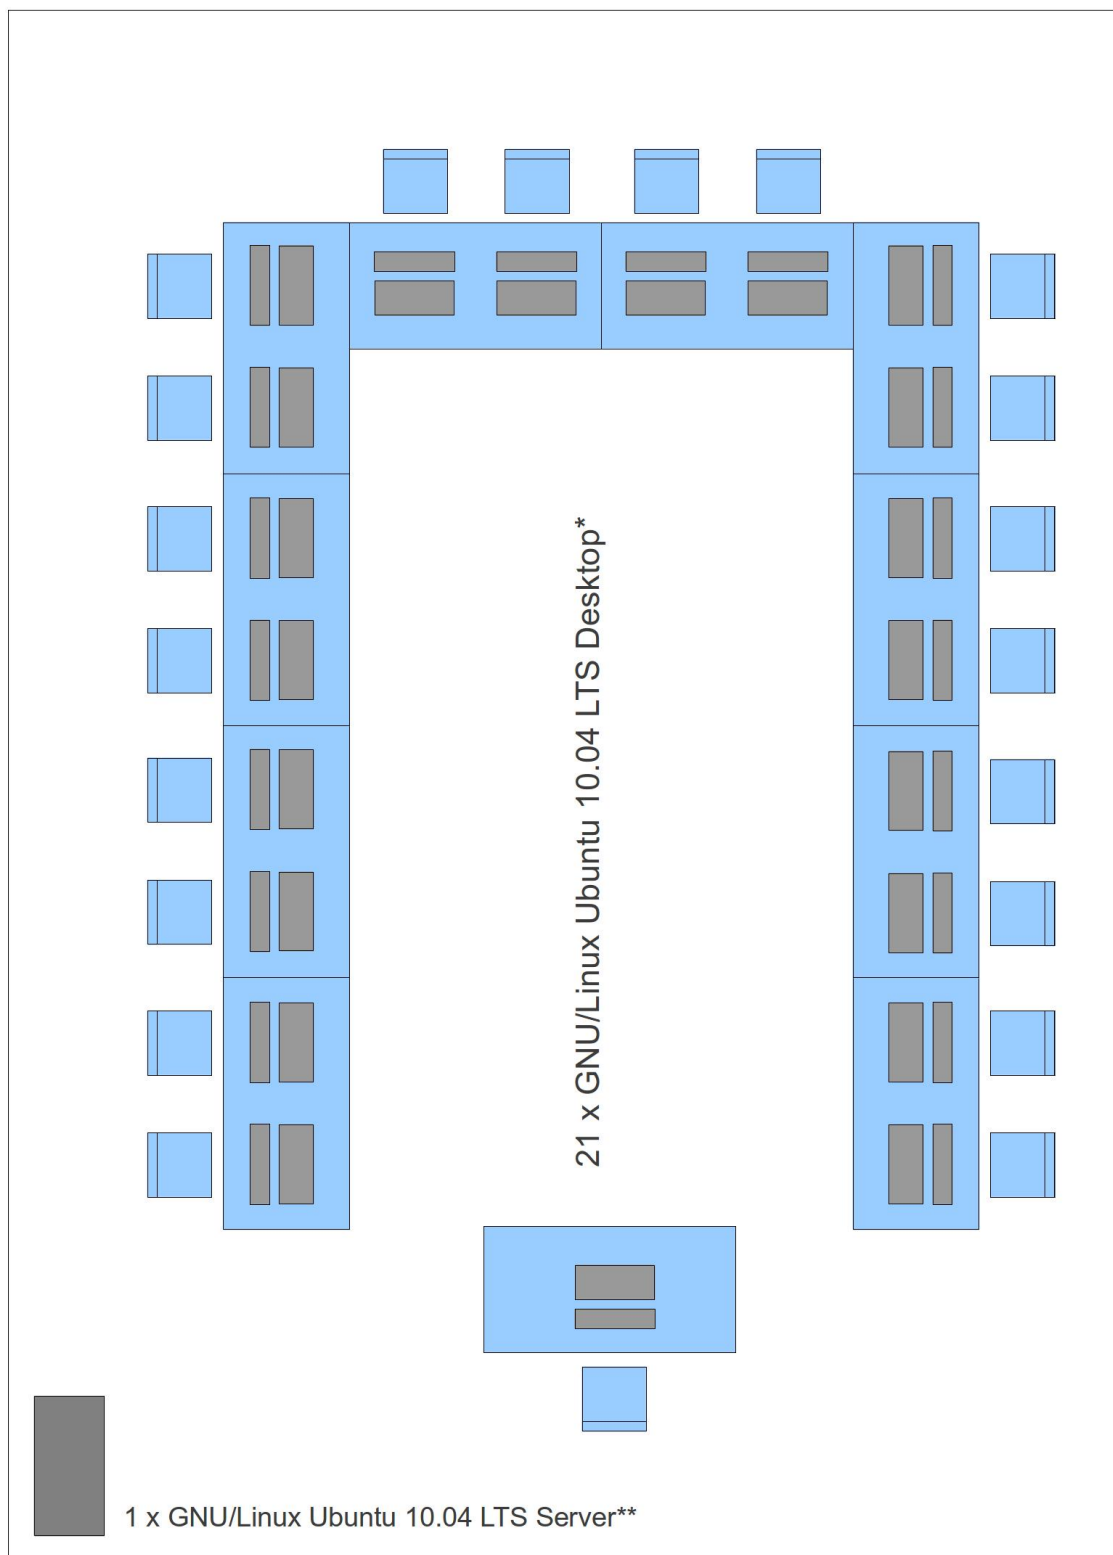 21 x GNU/Linux Ubuntu 10.04 LTS Desktop*
1 x GNU/Linux Ubuntu 10.04 LTS Server**